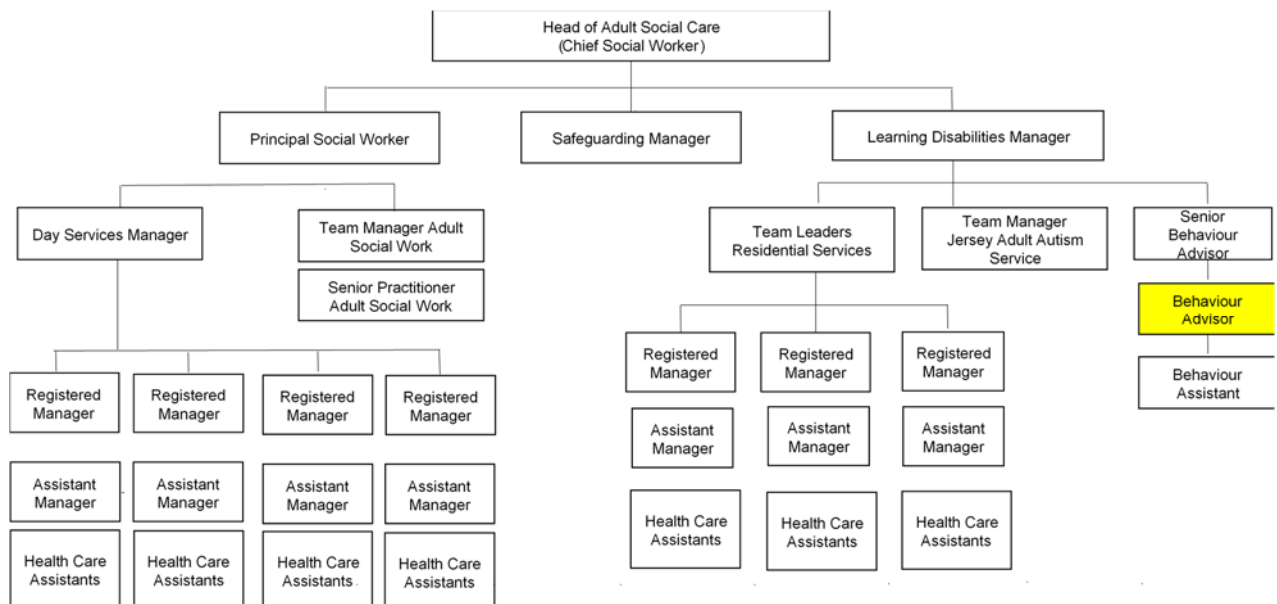 Head of Adult Social Care
(Chief Social Worker)
Principal Social Worker
Safeguarding Manager
Learning Disabilities Manager
Day Services Manager
Team Manager Adult
Social Work
Senior Practitioner
Adult Social Work
Team Leaders
Residential Services
Team Manager
Jersey Adult Autism
Service
Senior
Behaviour
Advisor
Behaviour
Advisor
Behaviour
Assistant
Registered
Manager
Registered
Manager
Registered
Manager
Registered
Manager
Assistant
Manager
Assistant
Manager
Assistant
Manager
Assistant
Manager
Health Care
Assistants
Health Care
Assistants
Health Care
Assistants
Health Care
Assistants
Registered
Manager
Registered
Manager
Registered
Manager
Assistant
Manager
Assistant
Manager
Assistant
Manager
Health Care
Assistants
Health Care
Assistants
Health Care
Assistants